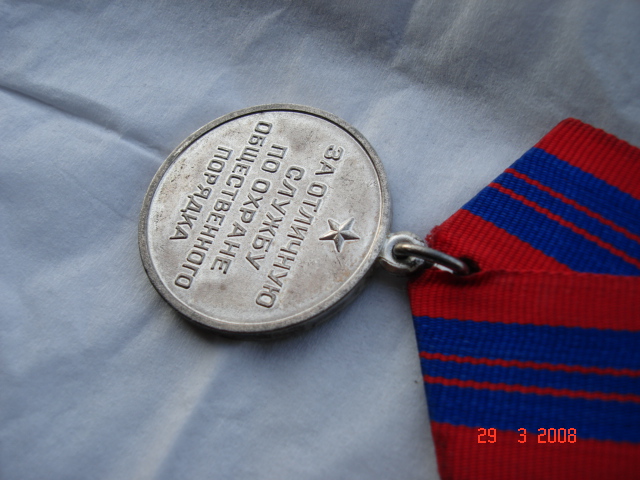 ЗА ОТЛИЧНУЮ
СЛУЖБУ
ПО ОХРАНЕ
ОБЩЕСТВЕННОГО
ПОРЯДКА
29 3 2008